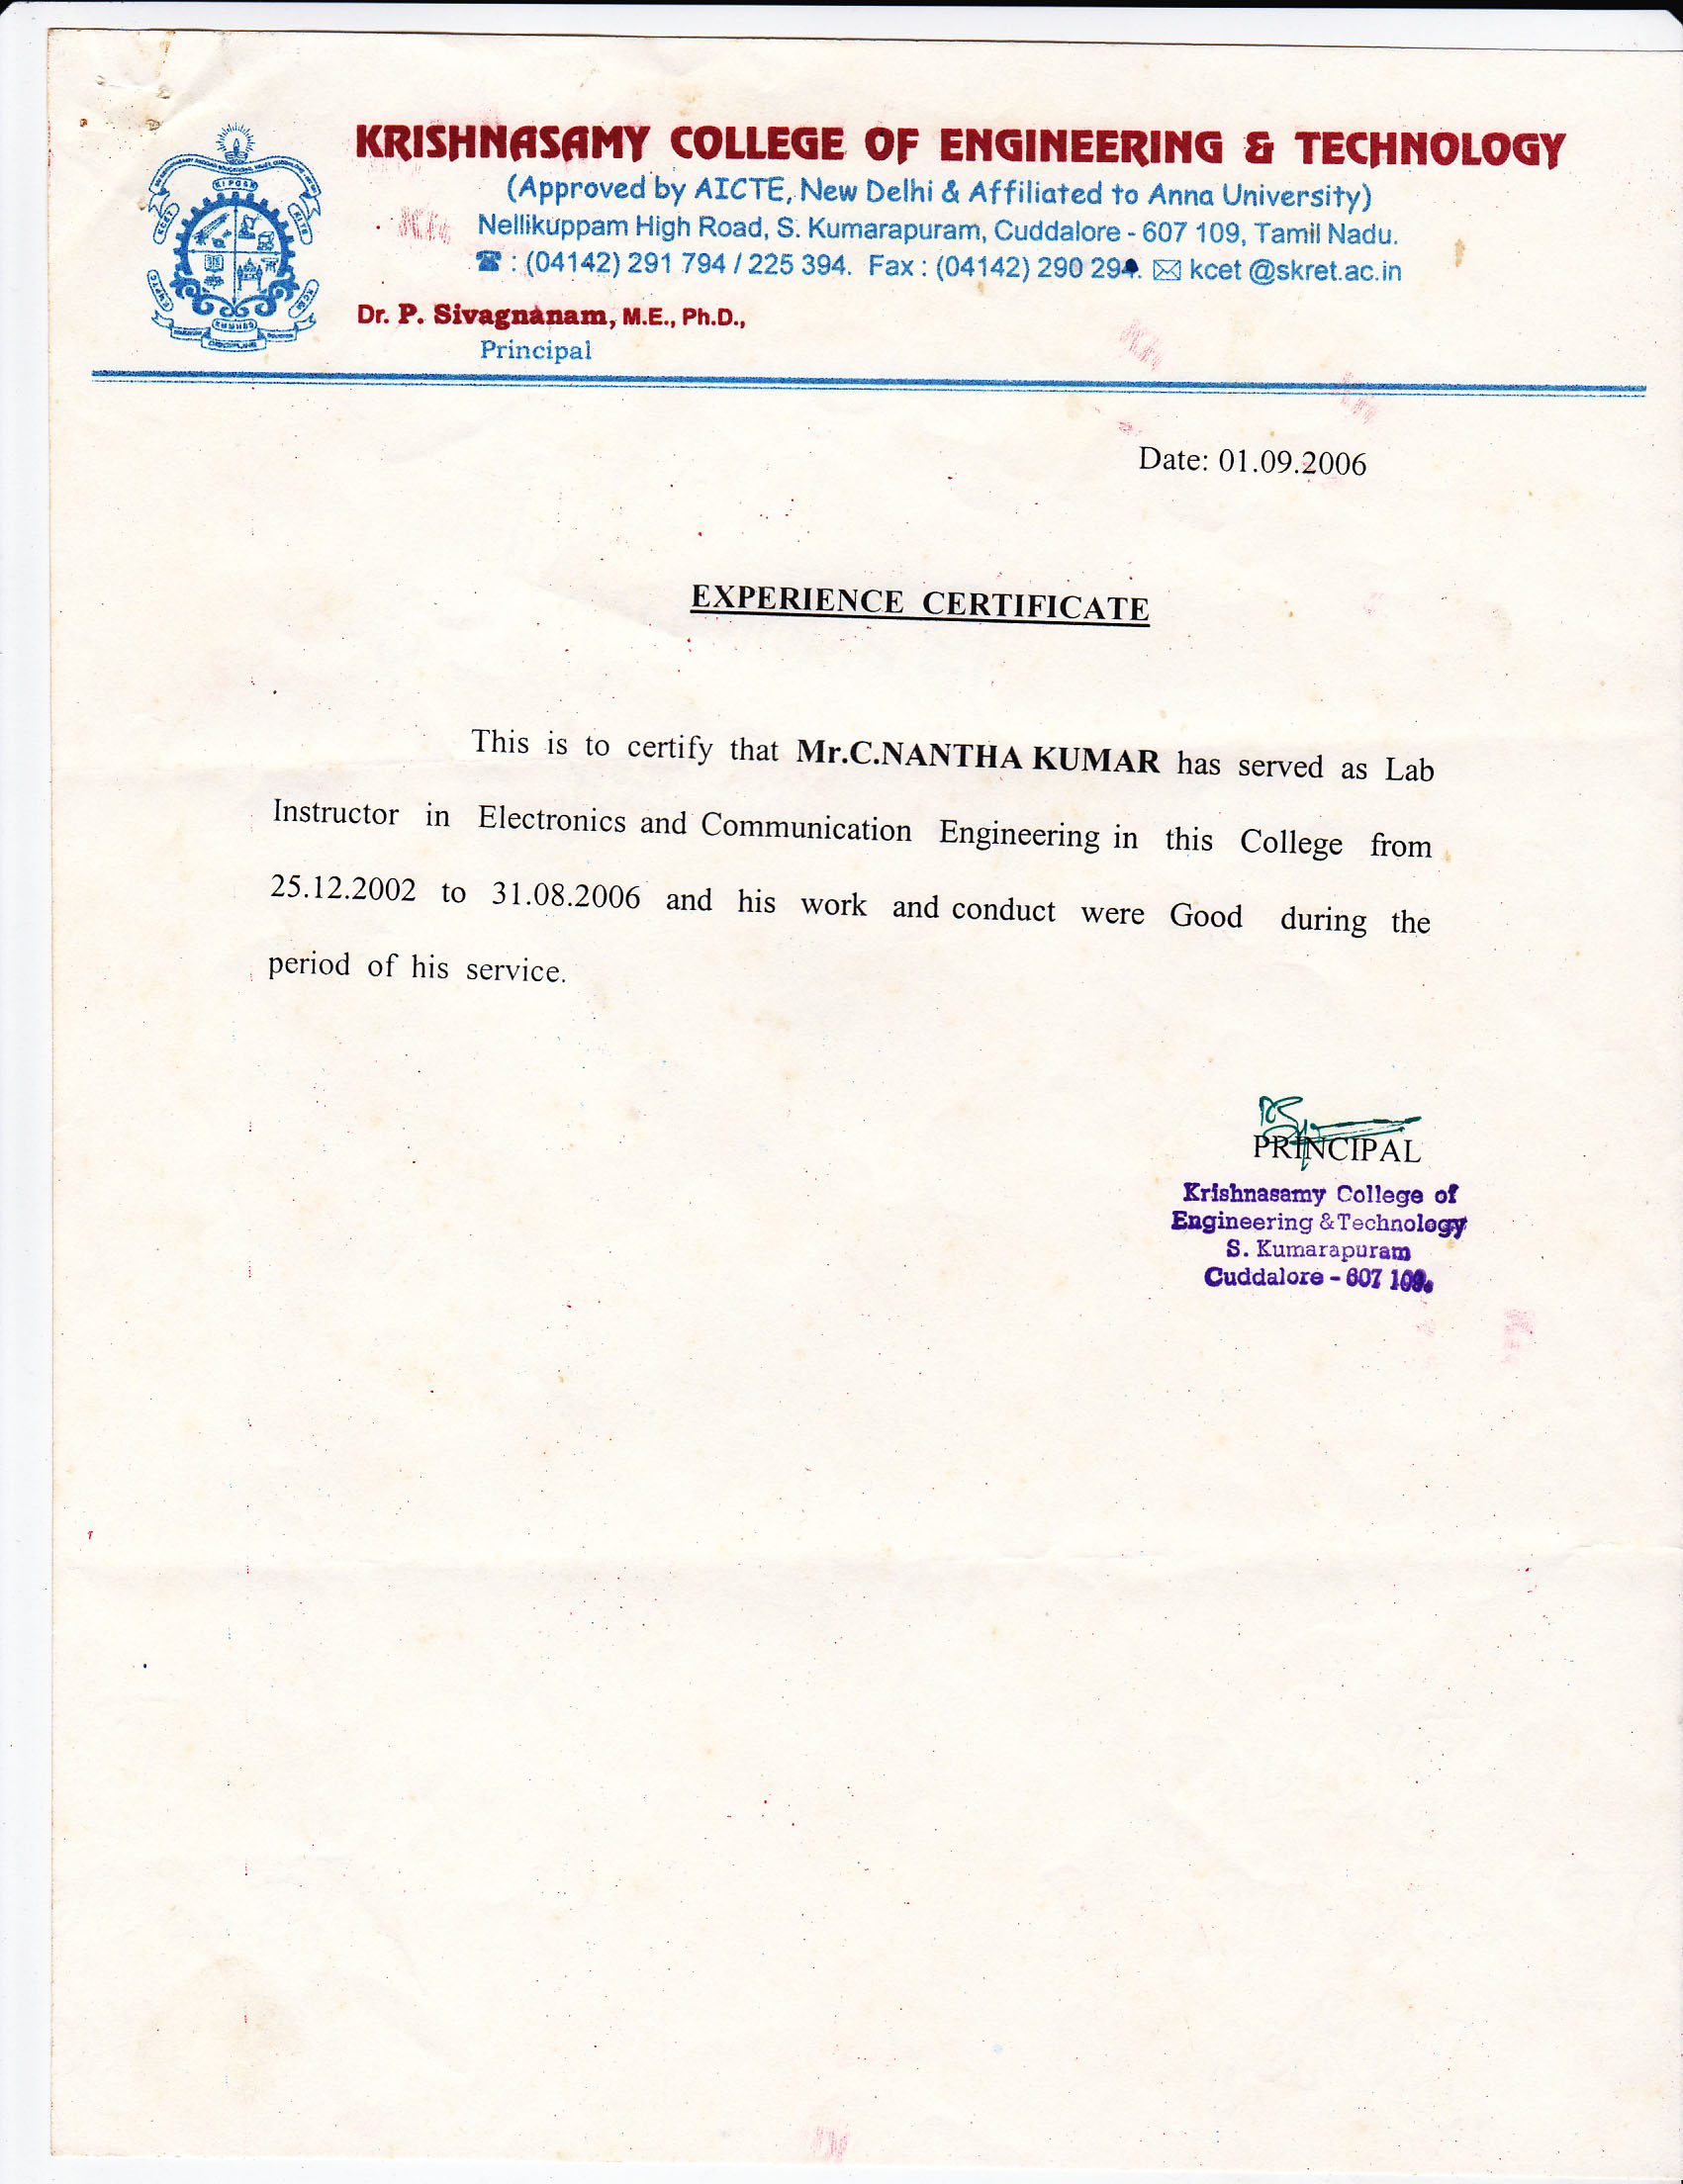 KRISHNASAMY COLLEGE OF ENGINEERING & TECHNOLOGY
(Approved by AICTE, New Delhi & Affiliated to Anna University)
Nellikuppam High Road, S. Kumarapuram, Cuddalore - 607 109, Tamil Nadu.
☎ : (04142) 291 794 / 225 394. Fax : (04142) 290 294. ✉ kcet @skret.ac.in
Dr. P. Sivagnanam, M.E., Ph.D.,
Principal
Date: 01.09.2006
EXPERIENCE CERTIFICATE
This is to certify that Mr.C.NANTHA KUMAR has served as Lab
Instructor in Electronics and Communication Engineering in this College from
25.12.2002 to 31.08.2006 and his work and conduct were Good during the
period of his service.
PRINCIPAL
Krishnasamy College of
Engineering & Technology
S. Kumarapuram
Cuddalore - 607 109.